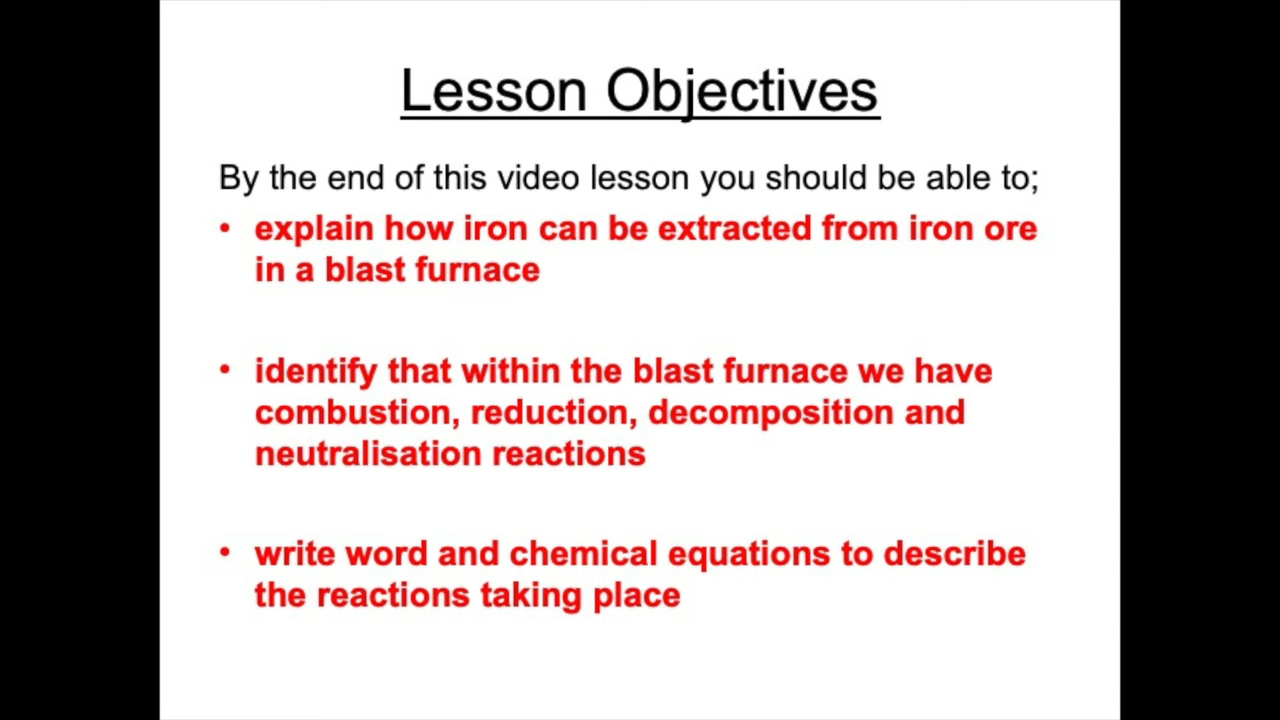 Lesson Objectives
By the end of this video lesson you should be able to;
• explain how iron can be extracted from iron ore
in a blast furnace
• identify that within the blast furnace we have
combustion, reduction, decomposition and
neutralisation reactions
• write word and chemical equations to describe
the reactions taking place